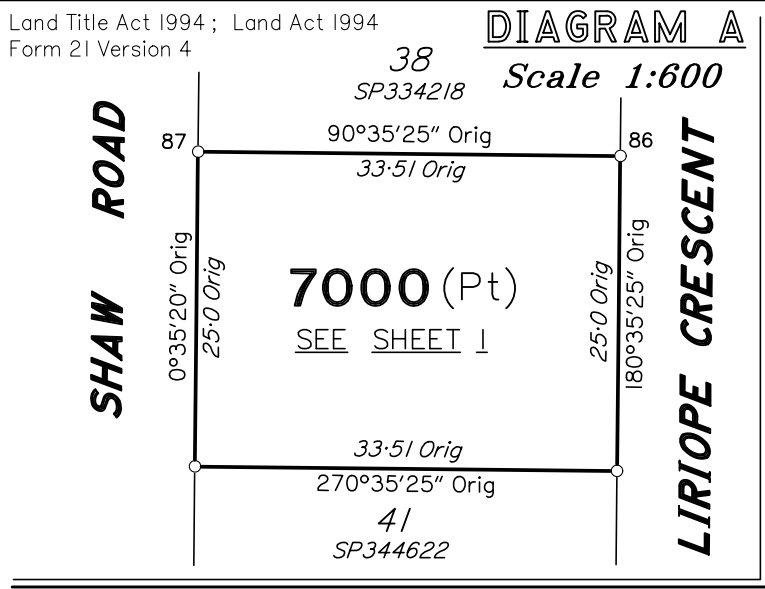 Land Title Act 1994 ; Land Act 1994
Form 21 Version 4
DIAGRAM A
Scale 1:600
38
SP334218
SHAW ROAD
87
90°35'25" Orig
86
33·51 Orig
0°35'20" Orig
25·0 Orig
7000 (Pt)
SEE SHEET 1
25·0 Orig
180°35'25" Orig
LIRIOPE CRESCENT
33·51 Orig
270°35'25" Orig
41
SP344622